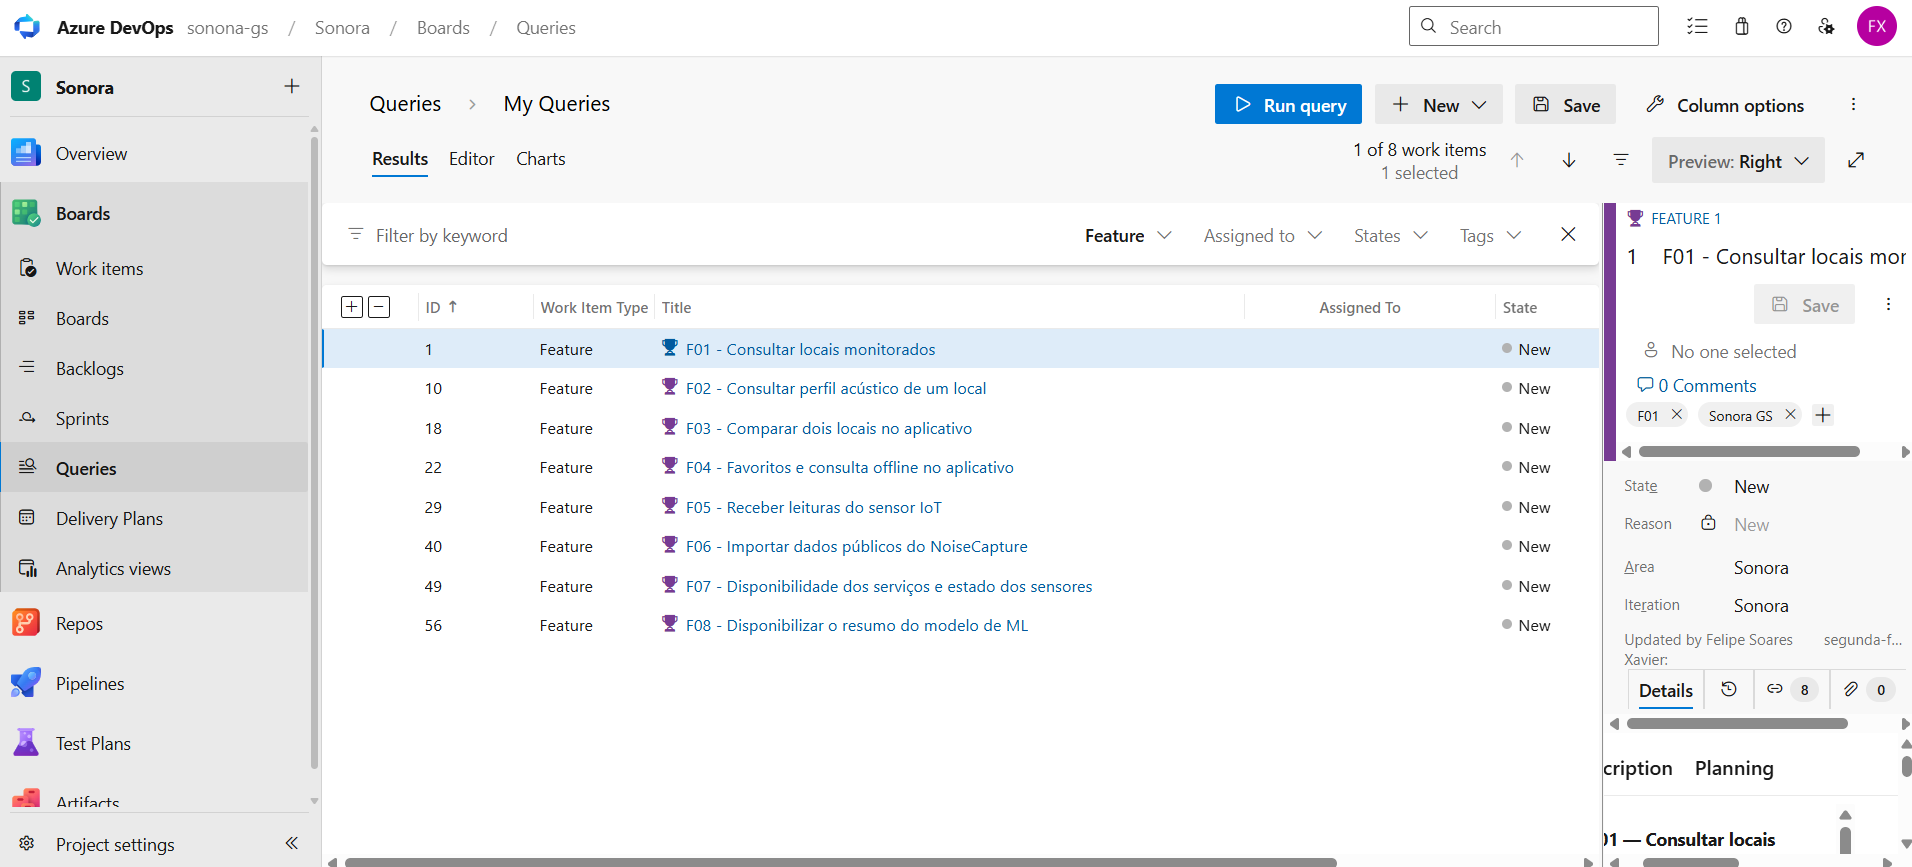 Azure DevOps sonona-gs / Sonora / Boards / Queries
Search
FX
S Sonora
Overview
Boards
Work items
Boards
Backlogs
Sprints
Queries
Delivery Plans
Analytics views
Repos
Pipelines
Test Plans
Artifacts
Project settings
Queries > My Queries
Run query
New
Save
Column options
Results Editor Charts
1 of 8 work items
1 selected
Preview: Right
Filter by keyword
Feature
Assigned to
States
Tags
ID Work Item Type Title Assigned To State
1 Feature F01 - Consultar locais monitorados New
10 Feature F02 - Consultar perfil acústico de um local New
18 Feature F03 - Comparar dois locais no aplicativo New
22 Feature F04 - Favoritos e consulta offline no aplicativo New
29 Feature F05 - Receber leituras do sensor IoT New
40 Feature F06 - Importar dados públicos do NoiseCapture New
49 Feature F07 - Disponibilidade dos serviços e estado dos sensores New
56 Feature F08 - Disponibilizar o resumo do modelo de ML New
FEATURE 1
1 F01 - Consultar locais mor
Save
No one selected
0 Comments
F01 Sonora GS
State New
Reason New
Area Sonora
Iteration Sonora
Updated by Felipe Soares segunda-f...
Xavier:
Details 8 0
cription Planning
01 — Consultar locais